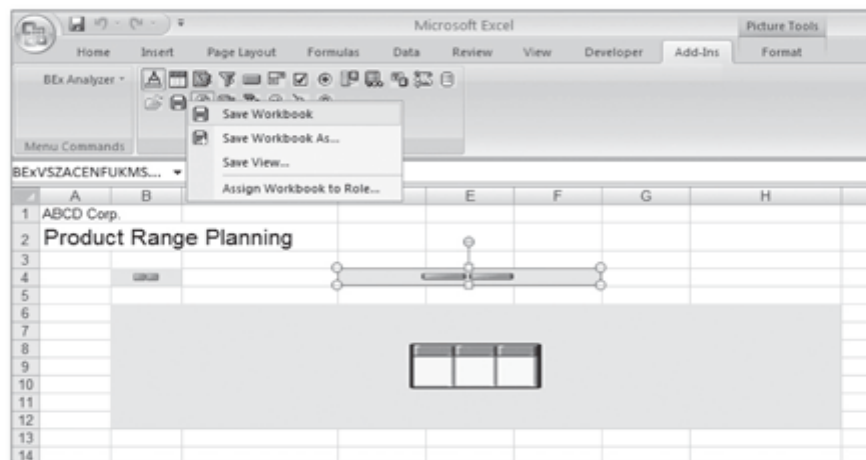 Microsoft Excel
Picture Tools
Home Insert Page Layout Formulas Data Review View Developer Add-Ins Format
BEx Analyzer
Menu Commands
Save Workbook
Save Workbook As...
Save View...
Assign Workbook to Role...
BExVSZACENFUKMS....
A B E F G H
1 ABCD Corp.
2 Product Range Planning
3
4
5
6
7
8
9
10
11
12
13
14